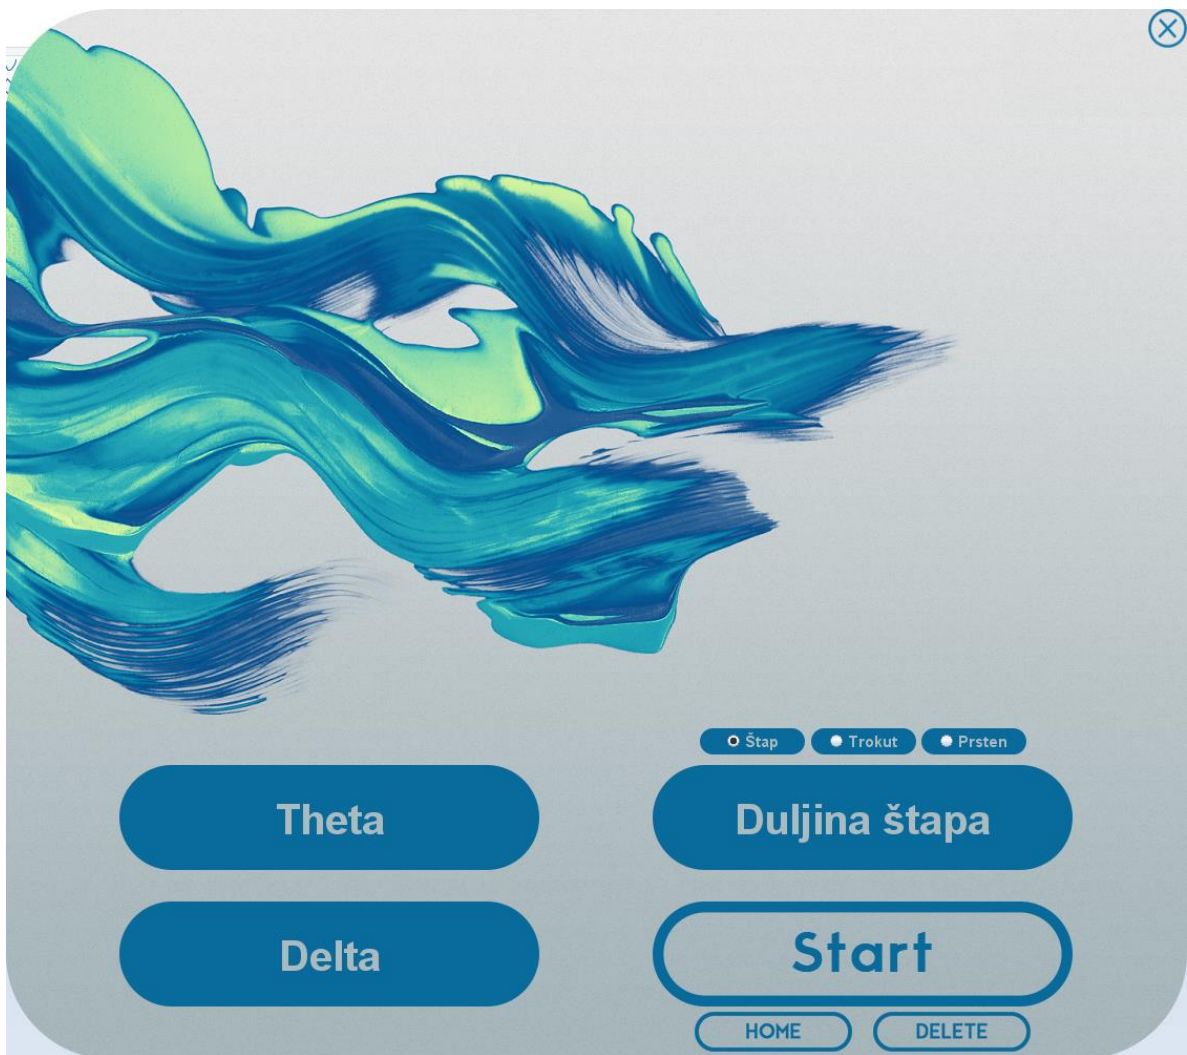 Štap Trokut Prsten
Theta
Duljina štapa
Delta
Start
HOME DELETE